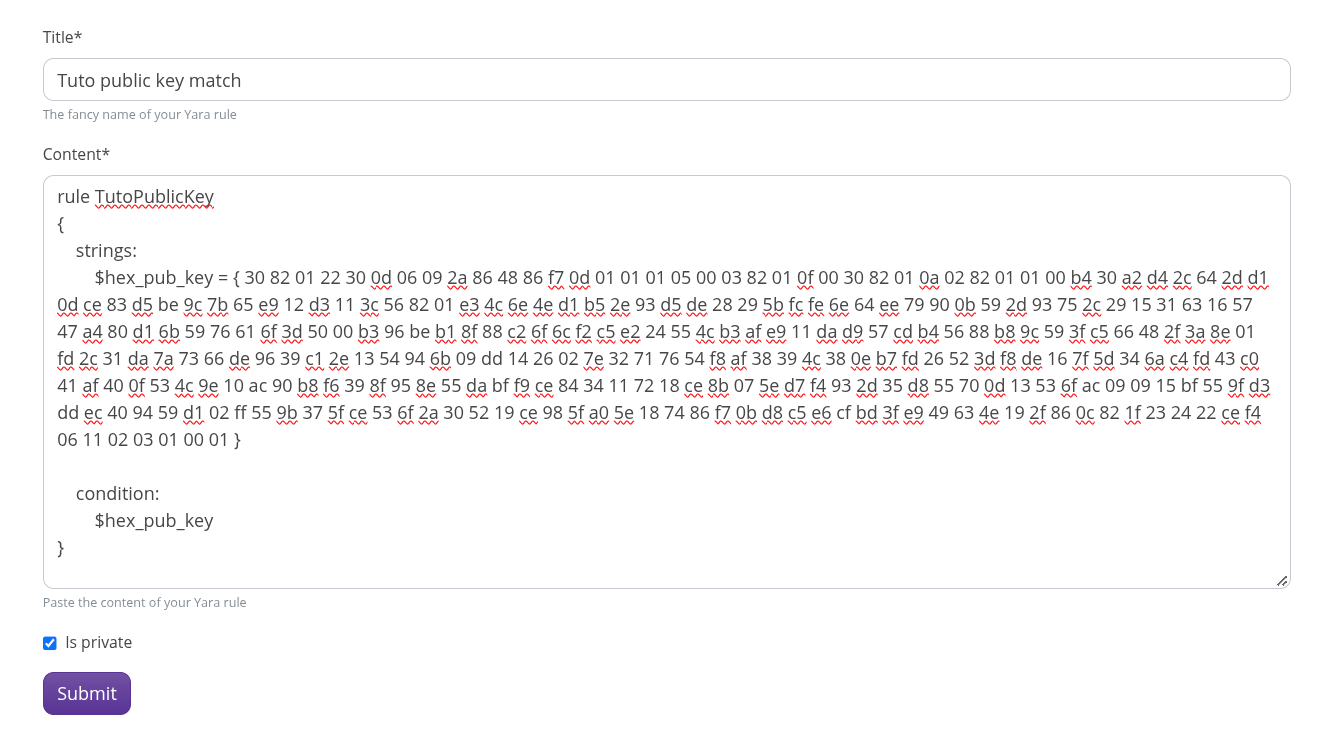 Title*
Tuto public key match
The fancy name of your Yara rule
Content*
rule TutoPublicKey
{
strings:
$hex_pub_key = { 30 82 01 22 30 0d 06 09 2a 86 48 86 f7 0d 01 01 01 05 00 03 82 01 0f 00 30 82 01 0a 02 82 01 01 00 b4 30 a2 d4 2c 64 2d d1
0d ce 83 d5 be 9c 7b 65 e9 12 d3 11 3c 56 82 01 e3 4c 6e 4e d1 b5 2e 93 d5 de 28 29 5b fc fe 6e 64 ee 79 90 0b 59 2d 93 75 2c 29 15 31 63 16 57
47 a4 80 d1 6b 59 76 61 6f 3d 50 00 b3 96 be b1 8f 88 c2 6f 6c f2 c5 e2 24 55 4c b3 af e9 11 da d9 57 cd b4 56 88 b8 9c 59 3f c5 66 48 2f 3a 8e 01
fd 2c 31 da 7a 73 66 de 96 39 c1 2e 13 54 94 6b 09 dd 14 26 02 7e 32 71 76 54 f8 af 38 39 4c 38 0e b7 fd 26 52 3d f8 de 16 7f 5d 34 6a c4 fd 43 c0
41 af 40 0f 53 4c 9e 10 ac 90 b8 f6 39 8f 95 8e 55 da bf f9 ce 84 34 11 72 18 ce 8b 07 5e d7 f4 93 2d 35 d8 55 70 0d 13 53 6f ac 09 09 15 bf 55 9f d3
dd ec 40 94 59 d1 02 ff 55 9b 37 5f ce 53 6f 2a 30 52 19 ce 98 5f a0 5e 18 74 86 f7 0b d8 c5 e6 cf bd 3f e9 49 63 4e 19 2f 86 0c 82 1f 23 24 22 ce f4
06 11 02 03 01 00 01 }
condition:
$hex_pub_key
}
Paste the content of your Yara rule
Is private
Submit